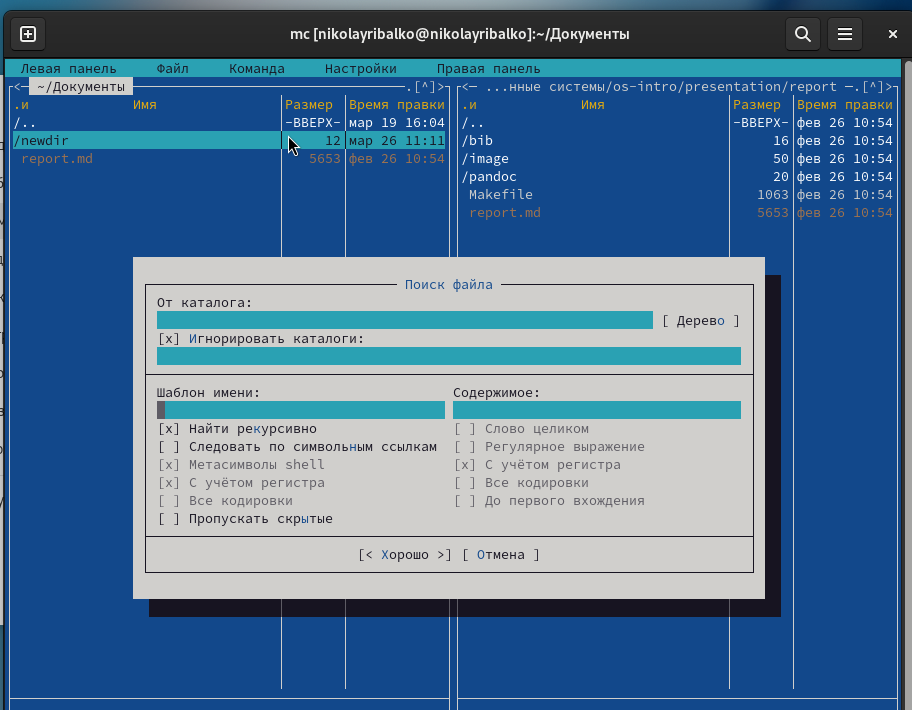 mc [nikolayribalko@nikolayribalko]:~/Документы
Левая панель Файл Команда Настройки Правая панель
<─ ~/Документы .[^]>
.и Имя Размер Время правки
/.. -ВВЕРХ- мар 19 16:04
/newdir 12 мар 26 11:11
report.md 5653 фев 26 10:54
<─ ...нные системы/os-intro/presentation/report ─.[^]>
.и Имя Размер Время правки
/.. -ВВЕРХ- фев 26 10:54
/bib 16 фев 26 10:54
/image 50 фев 26 10:54
/pandoc 20 фев 26 10:54
Makefile 1063 фев 26 10:54
report.md 5653 фев 26 10:54
Поиск файла
От каталога:
[ Дерево ]
[x] Игнорировать каталоги:
Шаблон имени:
[x] Найти рекурсивно
[ ] Следовать по символьным ссылкам
[x] Метасимволы shell
[x] С учётом регистра
[ ] Все кодировки
[ ] Пропускать скрытые
Содержимое:
[ ] Слово целиком
[ ] Регулярное выражение
[x] С учётом регистра
[ ] Все кодировки
[ ] До первого вхождения
[< Хорошо >] [ Отмена ]